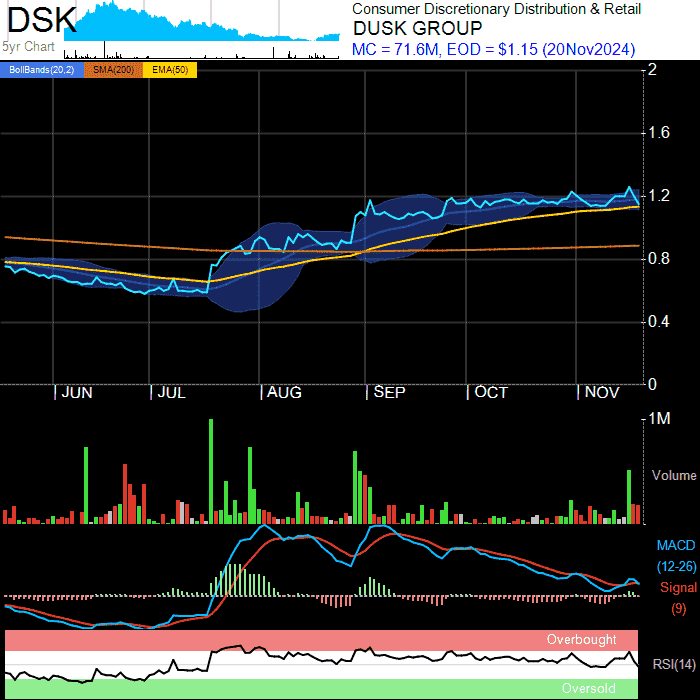 DSK
5yr Chart
Consumer Discretionary Distribution & Retail
DUSK GROUP
MC = 71.6M, EOD = $1.15 (20Nov2024)
BollBands(20,2) SMA(200) EMA(50)
2
1.6
1.2
0.8
0.4
0
JUN JUL AUG SEP OCT NOV
1M
Volume
MACD
(12-26)
Signal
(9)
Overbought
RSI(14)
Oversold